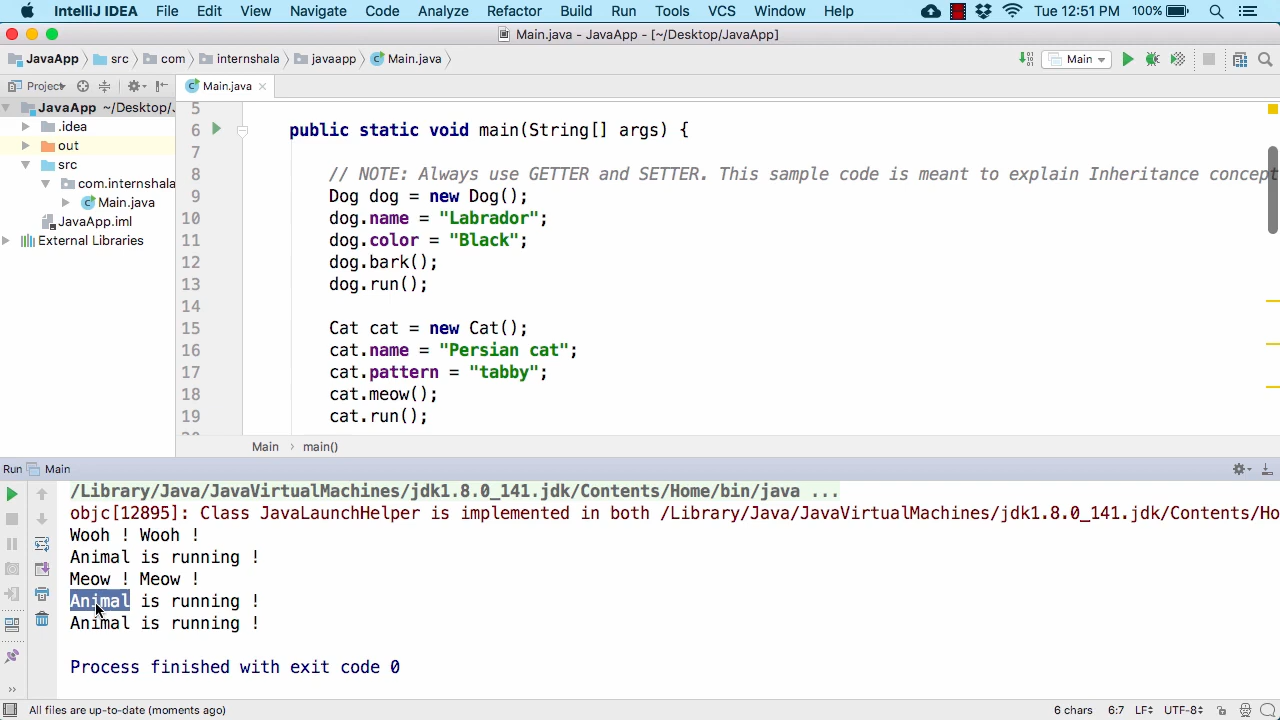 IntelliJ IDEA File Edit View Navigate Code Analyze Refactor Build Run Tools VCS Window Help Tue 12:51 PM 100%
Main.java - JavaApp - [~/Desktop/JavaApp]
JavaApp src com internshala javaapp Main.java Main
Project Main.java
JavaApp ~/Desktop/J
.idea
out
src
com.internshala
Main.java
JavaApp.iml
External Libraries
5
6 public static void main(String[] args) {
7
8 // NOTE: Always use GETTER and SETTER. This sample code is meant to explain Inheritance concept
9 Dog dog = new Dog();
10 dog.name = "Labrador";
11 dog.color = "Black";
12 dog.bark();
13 dog.run();
14
15 Cat cat = new Cat();
16 cat.name = "Persian cat";
17 cat.pattern = "tabby";
18 cat.meow();
19 cat.run();
Main main()
Run Main
/Library/Java/JavaVirtualMachines/jdk1.8.0_141.jdk/Contents/Home/bin/java ...
objc[12895]: Class JavaLaunchHelper is implemented in both /Library/Java/JavaVirtualMachines/jdk1.8.0_141.jdk/Contents/Ho
Wooh ! Wooh !
Animal is running !
Meow ! Meow !
Animal is running !
Animal is running !
Process finished with exit code 0
All files are up-to-date (moments ago) 6 chars 6:7 LF UTF-8